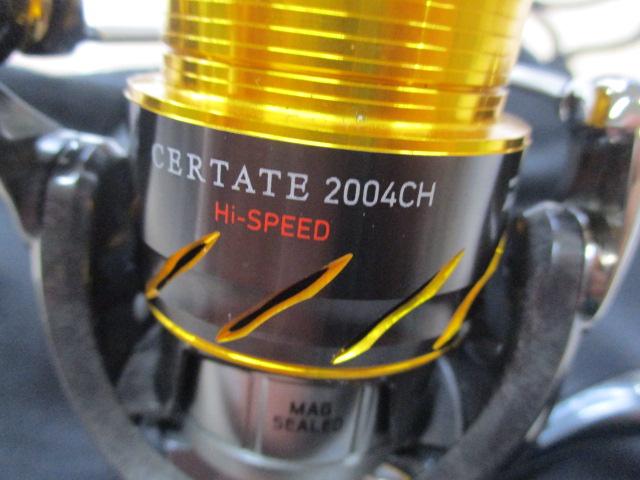 CERTATE 2004CH
Hi-SPEED
MAG
SEALED